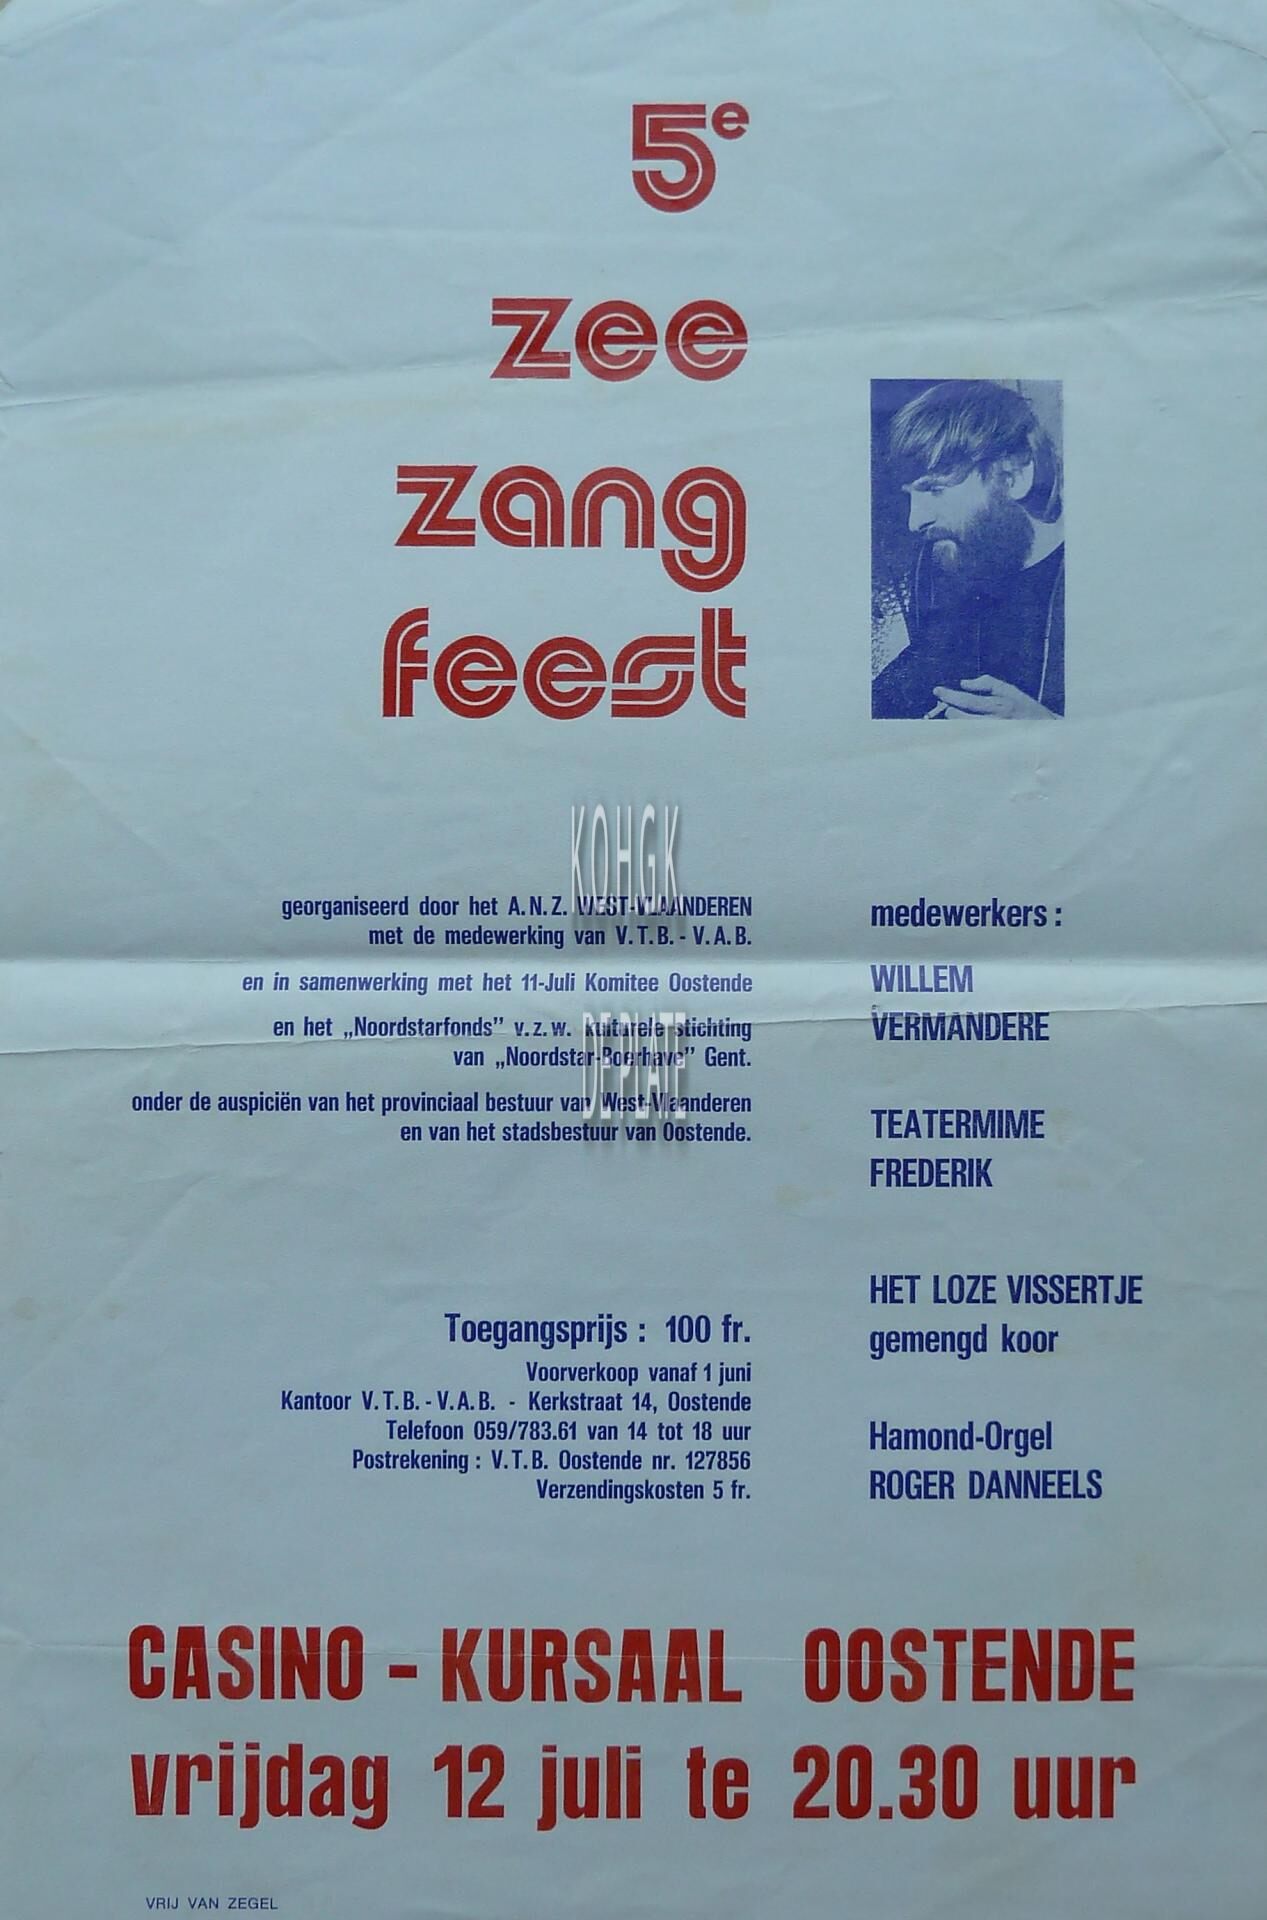 5e
zee
zang
feest
KOHGK
DEPLATE
georganiseerd door het A.N.Z. WEST-VLAANDEREN
met de medewerking van V.T.B.-V.A.B.
en in samenwerking met het 11-Juli Komitee Oostende
en het „Noordstarfonds” v.z.w. kulturele stichting
van „Noordstar-Boerhave” Gent.
onder de auspiciën van het provinciaal bestuur van West-Vlaanderen
en van het stadsbestuur van Oostende.
Toegangsprijs : 100 fr.
Voorverkoop vanaf 1 juni
Kantoor V.T.B.-V.A.B. - Kerkstraat 14, Oostende
Telefoon 059/783.61 van 14 tot 18 uur
Postrekening : V.T.B. Oostende nr. 127856
Verzendingskosten 5 fr.
medewerkers :
WILLEM
VERMANDERE
TEATERMIME
FREDERIK
HET LOZE VISSERTJE
gemengd koor
Hamond-Orgel
ROGER DANNEELS
CASINO - KURSAAL OOSTENDE
vrijdag 12 juli te 20.30 uur
VRIJ VAN ZEGEL